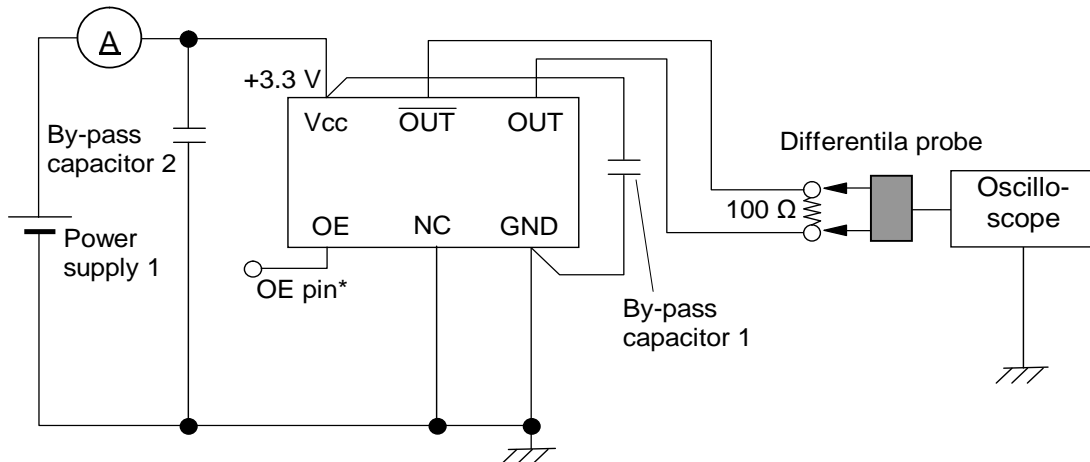 A
+3.3 V
Vcc
OUT
OUT
By-pass
capacitor 2
Differentila probe
Oscillo-
scope
100 Ω
OE
NC
GND
Power
supply 1
OE pin*
By-pass
capacitor 1